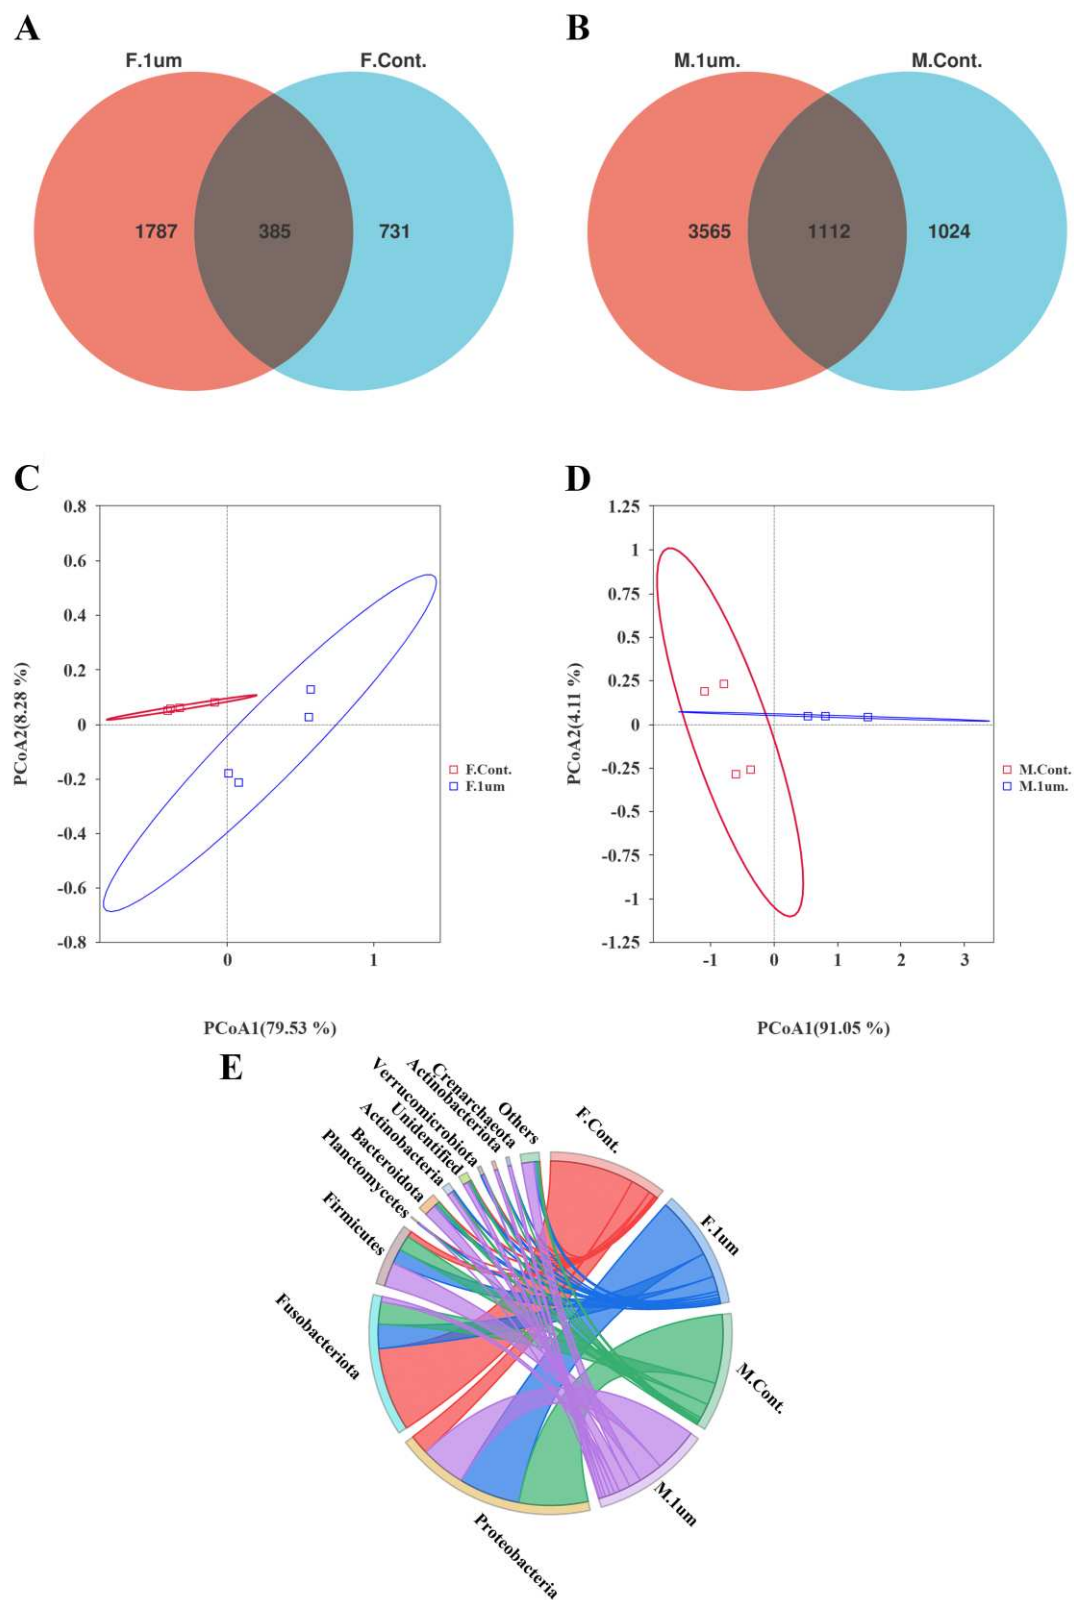 A
B
F.1um
F.Cont.
M.1um.
M.Cont.
1787
385
731
3565
1112
1024
C
D
0.8
0.6
0.4
0.2
0
-0.2
-0.4
-0.6
-0.8
PCoA2(8.28 %)
0
1
PCoA1(79.53 %)
F.Cont.
F.1um
1.25
1
0.75
0.5
0.25
0
-0.25
-0.5
-0.75
-1
-1.25
PCoA2(4.11 %)
-1
0
1
2
3
PCoA1(91.05 %)
M.Cont.
M.1um.
E
Others
Crenarchaeota
Actinobacteriota
Verrucomicrobiota
Unidentified
Actinobacteria
Bacteroidota
Planctomycetes
Firmicutes
Fusobacteriota
Proteobacteria
F.Cont.
F.1um
M.Cont.
M.1um